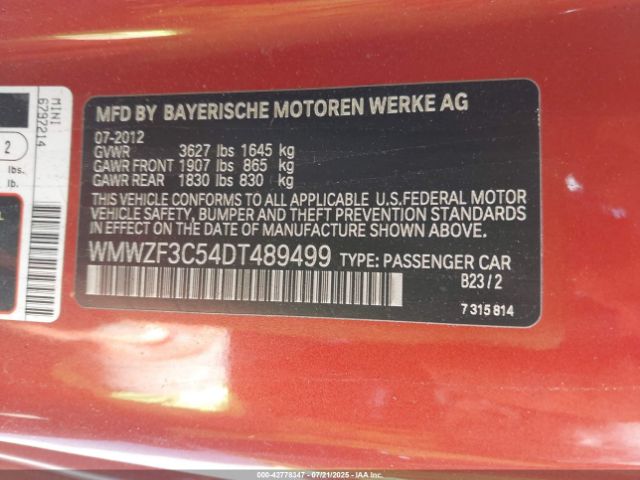 MINI
6797214
2
lbs.
lb.
MFD BY BAYERISCHE MOTOREN WERKE AG
07-2012
GVWR 3627 lbs 1645 kg
GAWR FRONT 1907 lbs 865 kg
GAWR REAR 1830 lbs 830 kg
THIS VEHICLE CONFORMS TO ALL APPLICABLE U.S.FEDERAL MOTOR
VEHICLE SAFETY, BUMPER AND THEFT PREVENTION STANDARDS
IN EFFECT ON THE DATE OF MANUFACTURE SHOWN ABOVE.
WMWZF3C54DT489499 TYPE: PASSENGER CAR
B23/2
7 315 814
000-42778347 - 07/21/2025 - Copyright © IAA, LLC